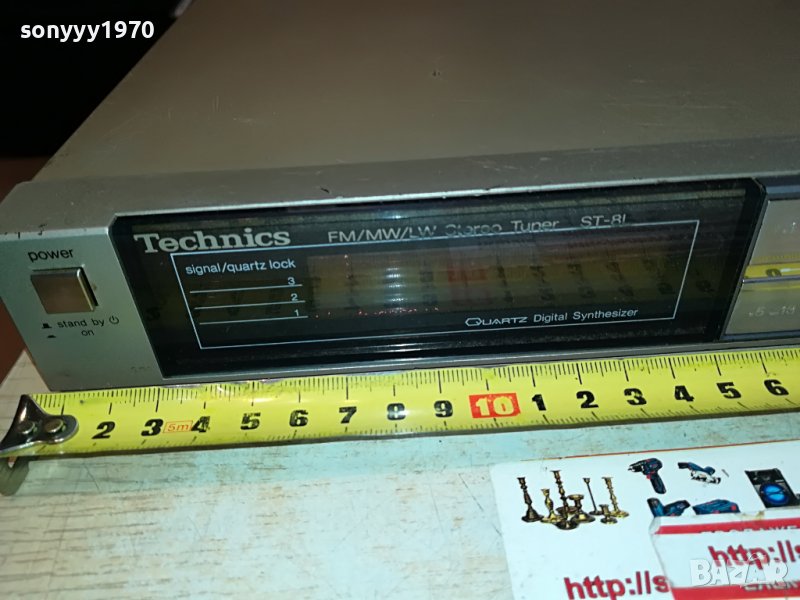 sonyyy1970
Technics FM/MW/LW Stereo Tuner ST-8L
power
signal/quartz lock
3
2
1
stand by
on
QUARTZ Digital Synthesizer
2 3 5m 4 5 6 7 8 9 10 1 2 3 4 5 6
http://s
http://s
BAZAR